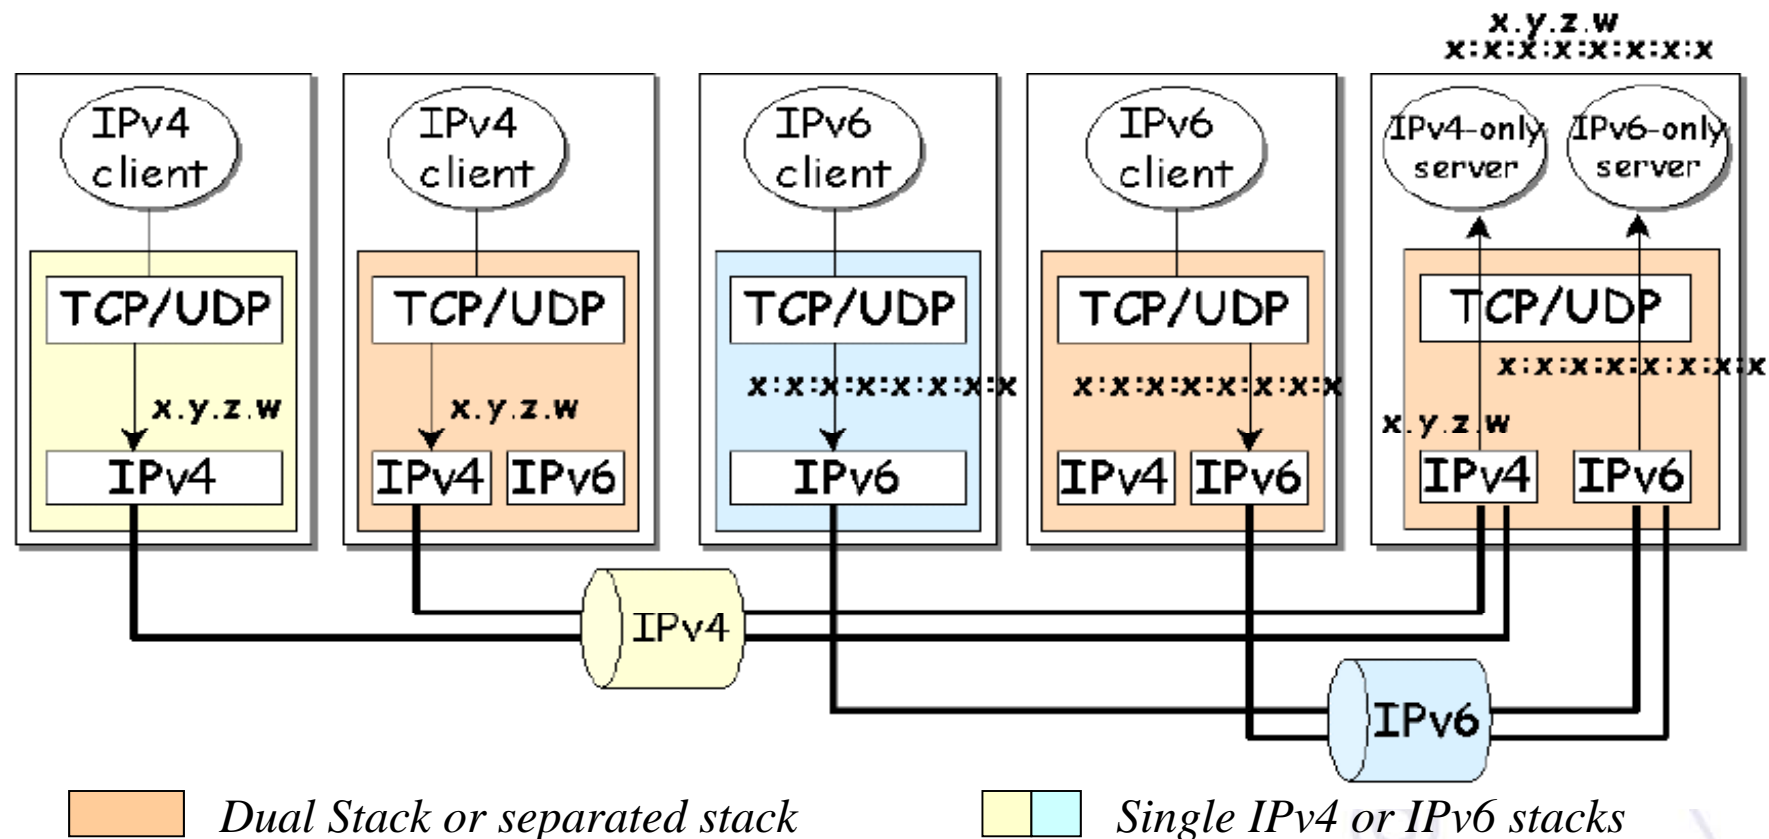 x.y.z.w
x:x:x:x:x:x:x:x
IPv4
client
IPv4
client
IPv6
client
IPv6
client
IPv4-only
server
IPv6-only
server
TCP/UDP
TCP/UDP
TCP/UDP
TCP/UDP
TCP/UDP
x.y.z.w
x.y.z.w
x:x:x:x:x:x:x:x
x:x:x:x:x:x:x:x
x:x:x:x:x:x:x:x
x.y.z.w
IPv4
IPv4
IPv6
IPv6
IPv4
IPv6
IPv4
IPv6
IPv4
IPv6
Dual Stack or separated stack
Single IPv4 or IPv6 stacks